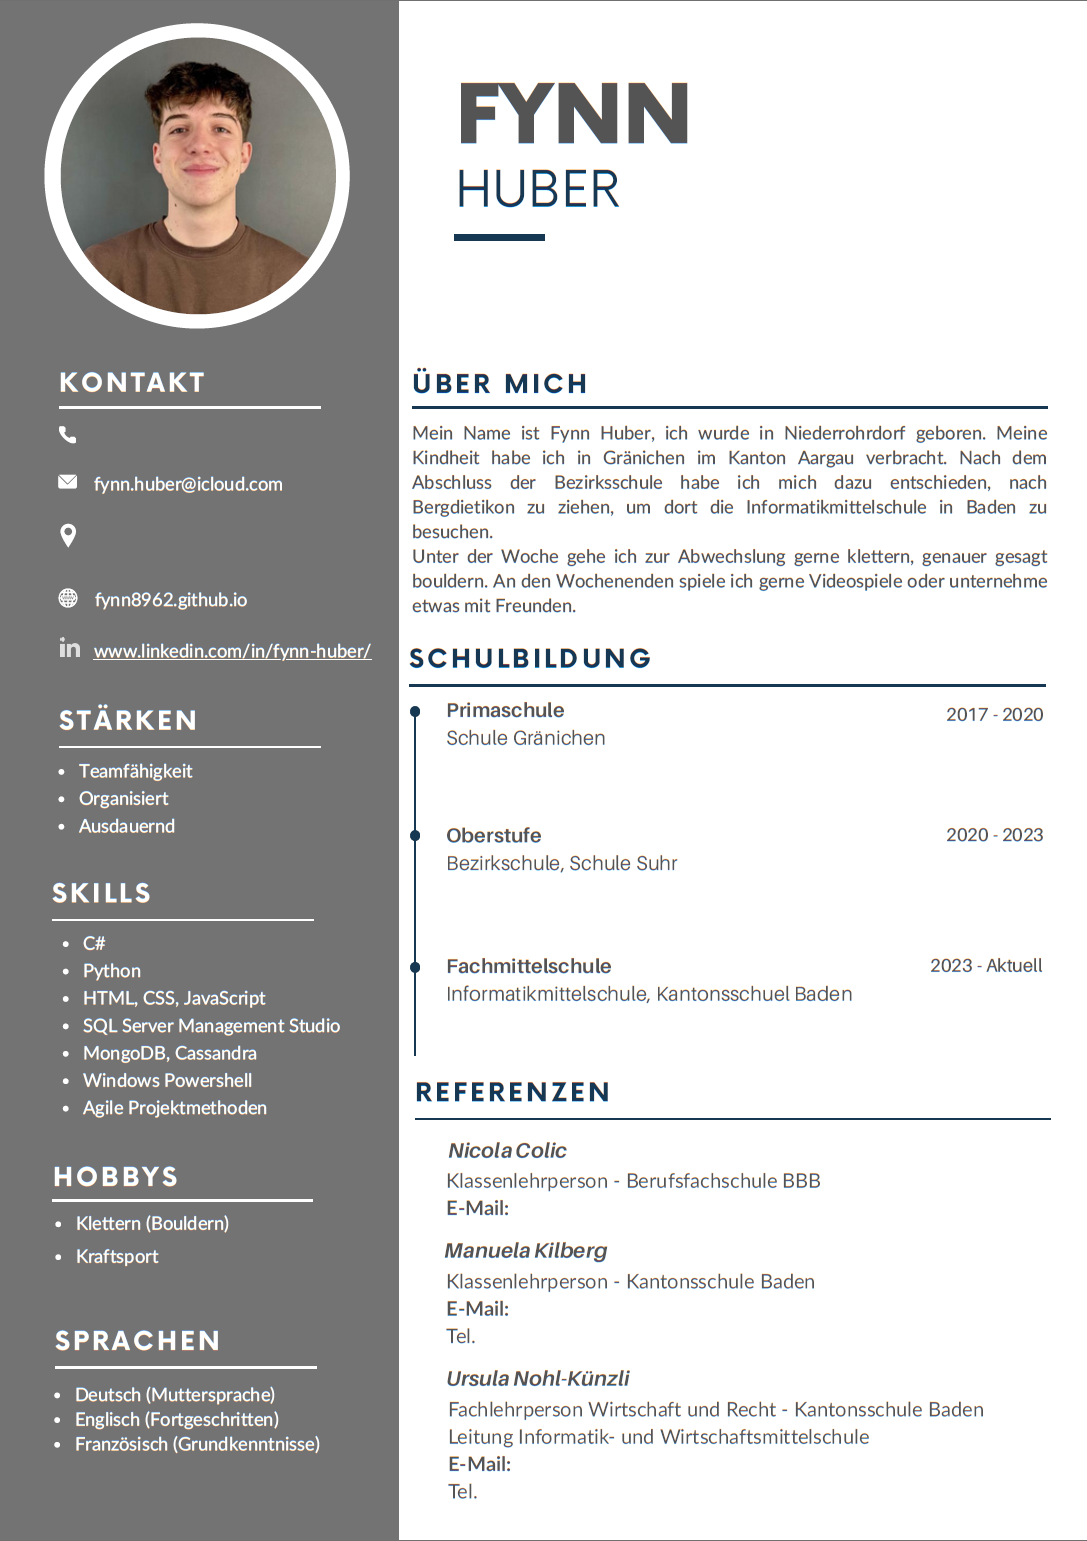 FYNN
HUBER
KONTAKT
fynn.huber@icloud.com
fynn8962.github.io
in www.linkedin.com/in/fynn-huber/
STÄRKEN
• Teamfähigkeit
• Organisiert
• Ausdauernd
SKILLS
• C#
• Python
• HTML, CSS, JavaScript
• SQL Server Management Studio
• MongoDB, Cassandra
• Windows Powershell
• Agile Projektmethoden
HOBBYS
• Klettern (Bouldern)
• Kraftsport
SPRACHEN
• Deutsch (Muttersprache)
• Englisch (Fortgeschritten)
• Französisch (Grundkenntnisse)
ÜBER MICH
Mein Name ist Fynn Huber, ich wurde in Niederrohrdorf geboren. Meine
Kindheit habe ich in Gränichen im Kanton Aargau verbracht. Nach dem
Abschluss der Bezirksschule habe ich mich dazu entschieden, nach
Bergdietikon zu ziehen, um dort die Informatikmittelschule in Baden zu
besuchen.
Unter der Woche gehe ich zur Abwechslung gerne klettern, genauer gesagt
bouldern. An den Wochenenden spiele ich gerne Videospiele oder unternehme
etwas mit Freunden.
SCHULBILDUNG
Primaschule 2017 - 2020
Schule Gränichen
Oberstufe 2020 - 2023
Bezirkschule, Schule Suhr
Fachmittelschule 2023 - Aktuell
Informatikmittelschule, Kantonsschuel Baden
REFERENZEN
Nicola Colic
Klassenlehrperson - Berufsfachschule BBB
E-Mail:
Manuela Kilberg
Klassenlehrperson - Kantonsschule Baden
E-Mail:
Tel.
Ursula Nohl-Künzli
Fachlehrperson Wirtschaft und Recht - Kantonsschule Baden
Leitung Informatik- und Wirtschaftsmittelschule
E-Mail:
Tel.